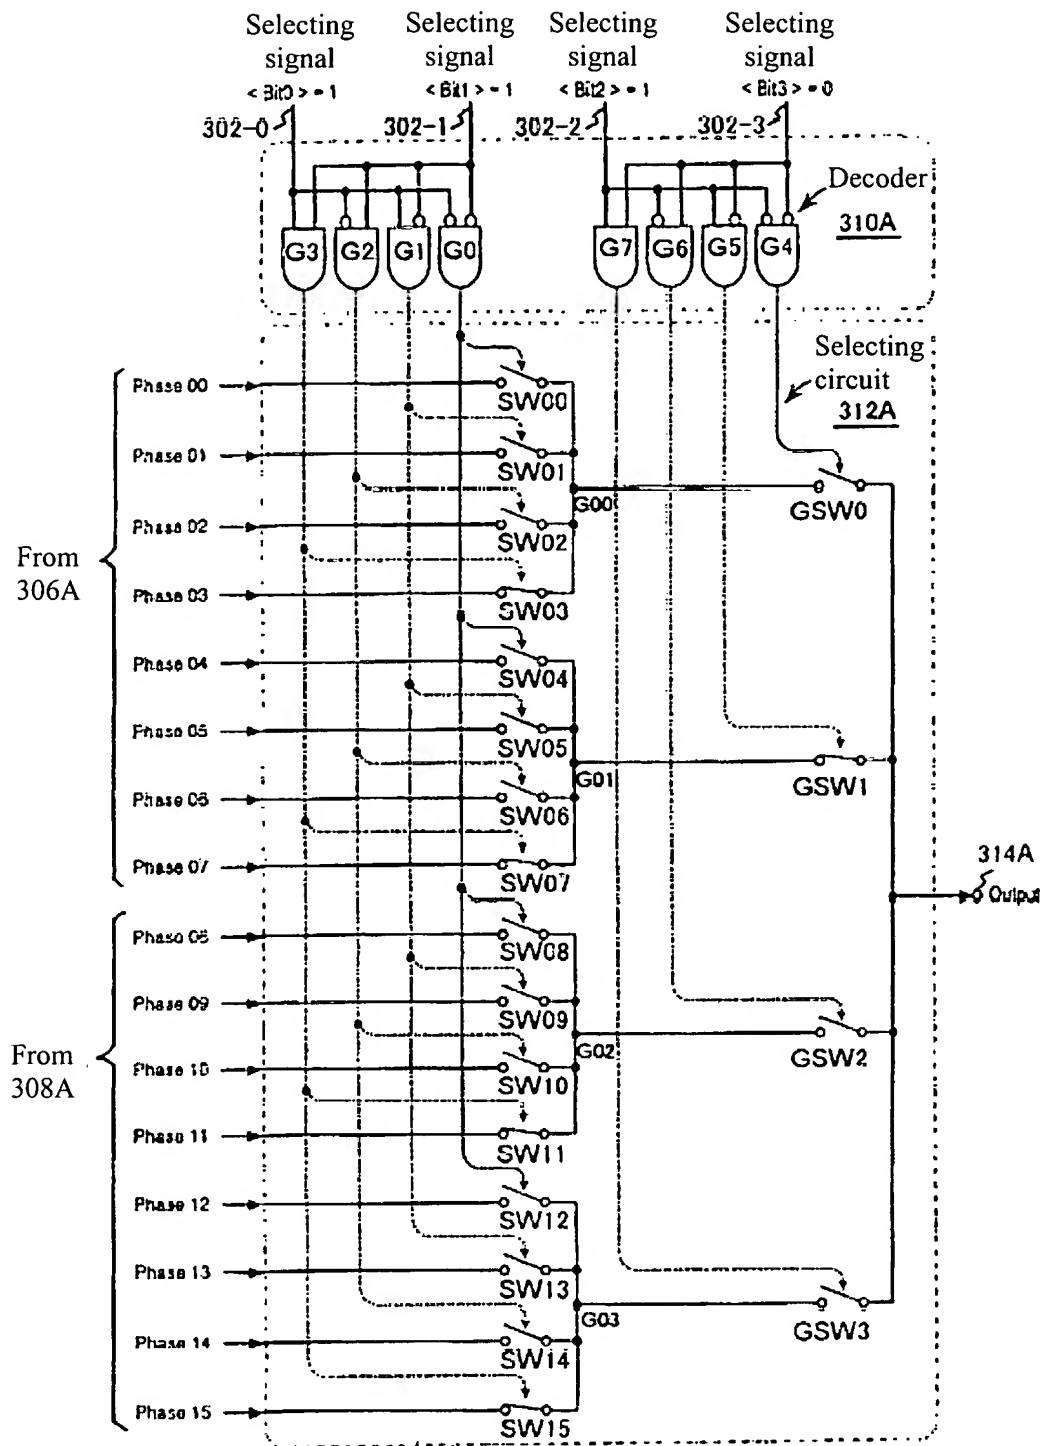 Selecting signal
< Bit0 > = 1
302-0
Selecting signal
< Bit1 > = 1
302-1
Selecting signal
< Bit2 > = 1
302-2
Selecting signal
< Bit3 > = 0
302-3
Decoder
310A
G3
G2
G1
G0
G7
G6
G5
G4
Selecting circuit
312A
From 306A
Phase 00
SW00
Phase 01
SW01
G00
GSW0
Phase 02
SW02
Phase 03
SW03
Phase 04
SW04
Phase 05
SW05
G01
GSW1
Phase 06
SW06
Phase 07
SW07
314A
Output
From 308A
Phase 08
SW08
Phase 09
SW09
G02
GSW2
Phase 10
SW10
Phase 11
SW11
Phase 12
SW12
Phase 13
SW13
G03
GSW3
Phase 14
SW14
Phase 15
SW15